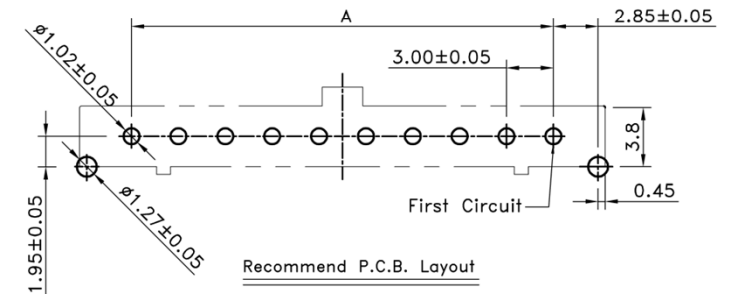 A
2.85±0.05
ø1.02±0.05
3.00±0.05
3.8
First Circuit
0.45
ø1.27±0.05
1.95±0.05
Recommend P.C.B. Layout